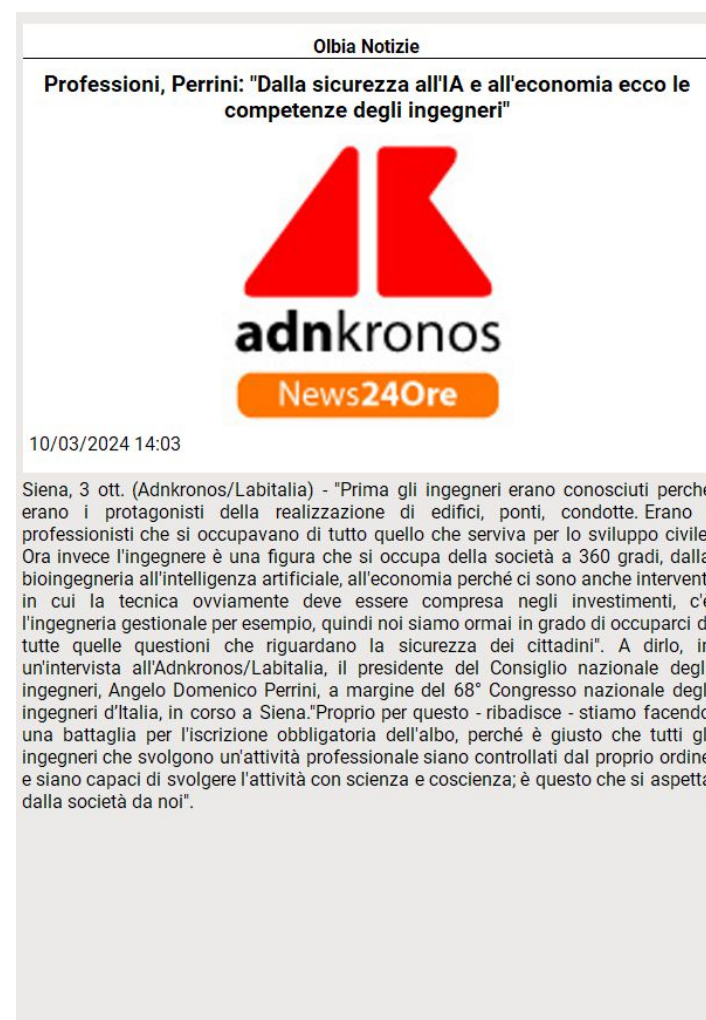 Olbia Notizie
Professioni, Perrini: "Dalla sicurezza all'IA e all'economia ecco le
competenze degli ingegneri"
adnkronos
News24Ore
10/03/2024 14:03
Siena, 3 ott. (Adnkronos/Labitalia) - "Prima gli ingegneri erano conosciuti perché
erano i protagonisti della realizzazione di edifici, ponti, condotte. Erano
professionisti che si occupavano di tutto quello che serviva per lo sviluppo civile
Ora invece l'ingegnere è una figura che si occupa della società a 360 gradi, dalla
bioingegneria all'intelligenza artificiale, all'economia perché ci sono anche intervent
in cui la tecnica ovviamente deve essere compresa negli investimenti, c'è
l'ingegneria gestionale per esempio, quindi noi siamo ormai in grado di occuparci d
tutte quelle questioni che riguardano la sicurezza dei cittadini". A dirlo, in
un'intervista all'Adnkronos/Labitalia, il presidente del Consiglio nazionale degl
ingegneri, Angelo Domenico Perrini, a margine del 68° Congresso nazionale degl
ingegneri d'Italia, in corso a Siena."Proprio per questo - ribadisce - stiamo facendo
una battaglia per l'iscrizione obbligatoria dell'albo, perché è giusto che tutti gl
ingegneri che svolgono un'attività professionale siano controllati dal proprio ordine
e siano capaci di svolgere l'attività con scienza e coscienza; è questo che si aspetta
dalla società da noi".